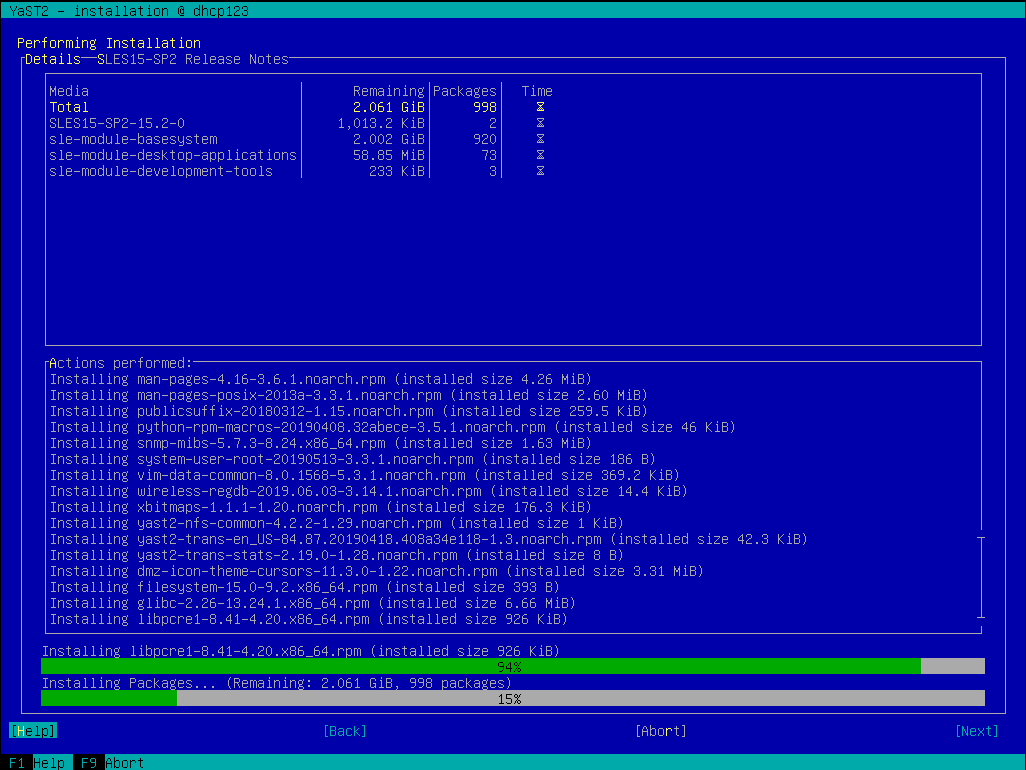 YaST2 - installation @ dhcp123
Performing Installation
Details SLES15-SP2 Release Notes
Media Remaining Packages Time
Total 2.061 GiB 998
SLES15-SP2-15.2-0 1,013.2 KiB 2
sle-module-basesystem 2.002 GiB 920
sle-module-desktop-applications 58.85 MiB 73
sle-module-development-tools 233 KiB 3
Actions performed:
Installing man-pages-4.16-3.6.1.noarch.rpm (installed size 4.26 MiB)
Installing man-pages-posix-2013a-3.3.1.noarch.rpm (installed size 2.60 MiB)
Installing publicsuffix-20180312-1.15.noarch.rpm (installed size 259.5 KiB)
Installing python-rpm-macros-20190408.32abece-3.5.1.noarch.rpm (installed size 46 KiB)
Installing snmp-mibs-5.7.3-8.24.x86_64.rpm (installed size 1.63 MiB)
Installing system-user-root-20190513-3.3.1.noarch.rpm (installed size 186 B)
Installing vim-data-common-8.0.1568-5.3.1.noarch.rpm (installed size 369.2 KiB)
Installing wireless-regdb-2019.06.03-3.14.1.noarch.rpm (installed size 14.4 KiB)
Installing xbitmaps-1.1.1-1.20.noarch.rpm (installed size 176.3 KiB)
Installing yast2-nfs-common-4.2.2-1.29.noarch.rpm (installed size 1 KiB)
Installing yast2-trans-en_US-84.87.20190418.408a34e118-1.3.noarch.rpm (installed size 42.3 KiB)
Installing yast2-trans-stats-2.19.0-1.28.noarch.rpm (installed size 8 B)
Installing dmz-icon-theme-cursors-11.3.0-1.22.noarch.rpm (installed size 3.31 MiB)
Installing filesystem-15.0-9.2.x86_64.rpm (installed size 393 B)
Installing glibc-2.26-13.24.1.x86_64.rpm (installed size 6.66 MiB)
Installing libpcre1-8.41-4.20.x86_64.rpm (installed size 926 KiB)
Installing libpcre1-8.41-4.20.x86_64.rpm (installed size 926 KiB)
94%
Installing Packages... (Remaining: 2.061 GiB, 998 packages)
15%
[Help] [Back] [Abort] [Next]
F1 Help F9 Abort